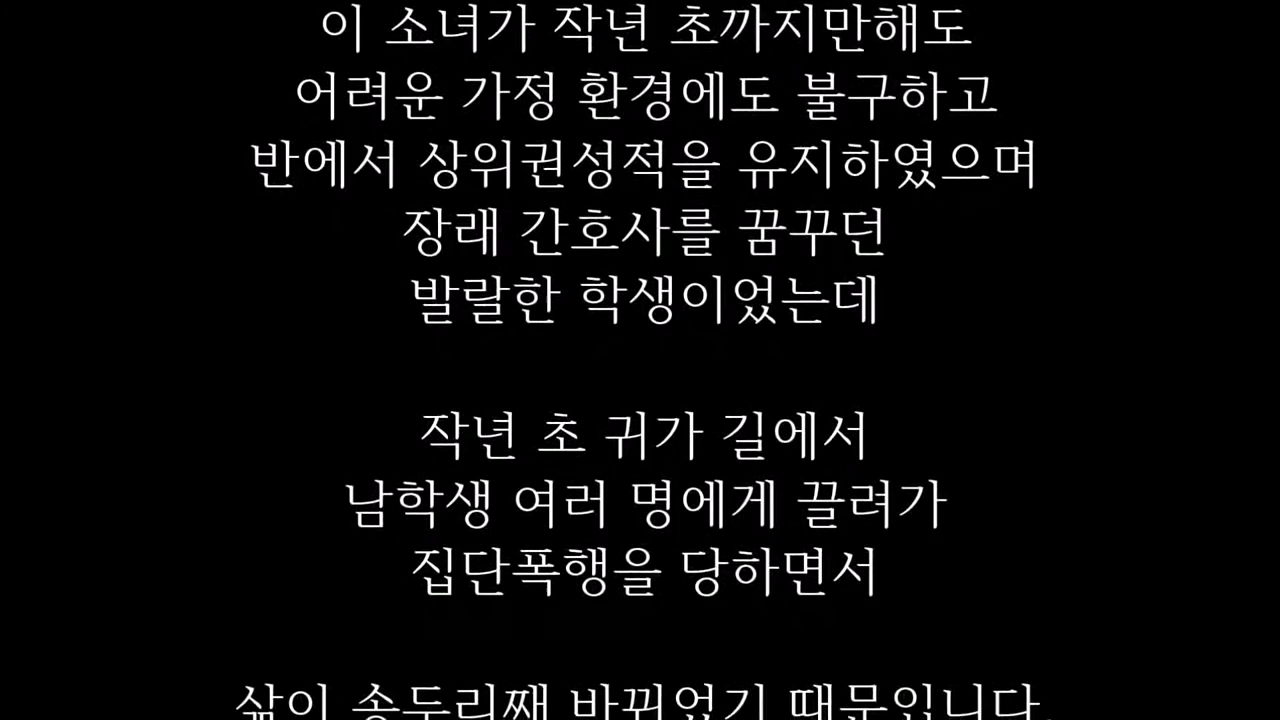 이 소녀가 작년 초까지만해도
어려운 가정 환경에도 불구하고
반에서 상위권성적을 유지하였으며
장래 간호사를 꿈꾸던
발랄한 학생이었는데
작년 초 귀가 길에서
남학생 여러 명에게 끌려가
집단폭행을 당하면서
삶이 송두리째 바뀌었기 때문입니다.